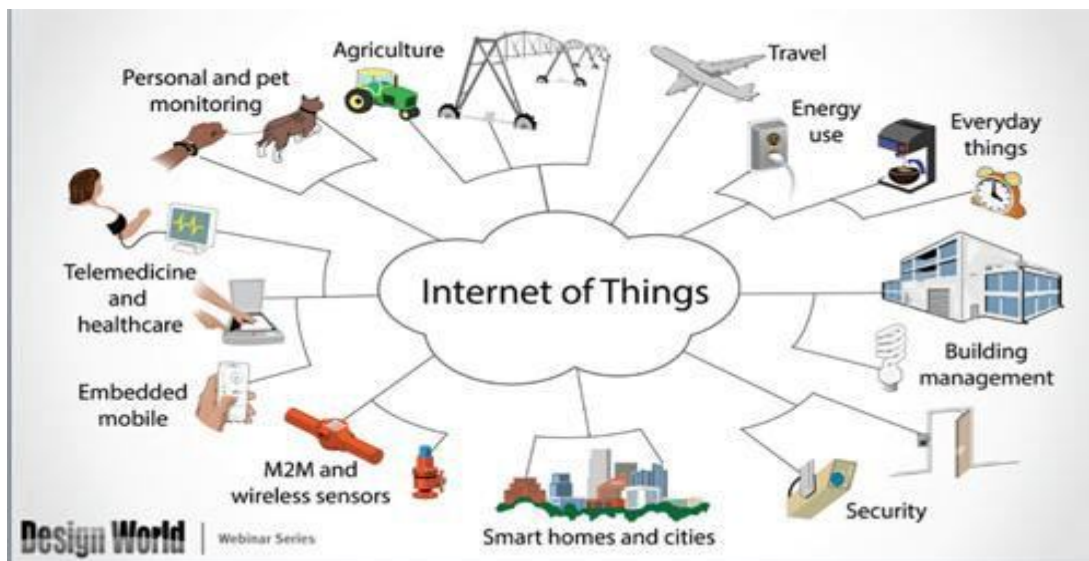 Agriculture
Travel
Personal and pet
monitoring
Energy
use
Everyday
things
Internet of Things
Telemedicine
and
healthcare
Building
management
Embedded
mobile
M2M and
wireless sensors
Smart homes and cities
Security
Design World
Webinar Series